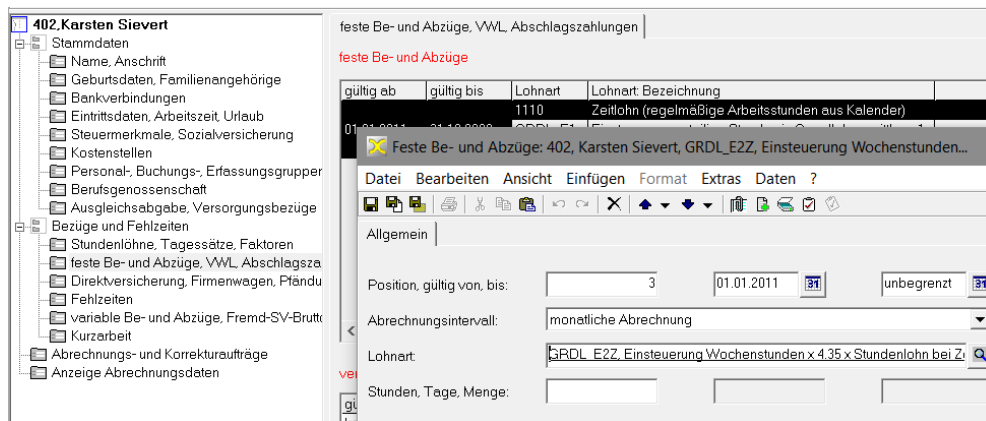 402,Karsten Sievert
Stammdaten
Name, Anschrift
Geburtsdaten, Familienangehörige
Bankverbindungen
Eintrittsdaten, Arbeitszeit, Urlaub
Steuermerkmale, Sozialversicherung
Kostenstellen
Personal-, Buchungs-, Erfassungsgruppen
Berufsgenossenschaft
Ausgleichsabgabe, Versorgungsbezüge
Bezüge und Fehlzeiten
Stundenlöhne, Tagessätze, Faktoren
feste Be- und Abzüge, VWL, Abschlagsza
Direktversicherung, Firmenwagen, Pfändu
Fehlzeiten
variable Be- und Abzüge, Fremd-SV-Brutto
Kurzarbeit
Abrechnungs- und Korrekturaufträge
Anzeige Abrechnungsdaten
feste Be- und Abzüge, VWL, Abschlagszahlungen
feste Be- und Abzüge
gültig ab gültig bis Lohnart Lohnart: Bezeichnung
1110 Zeitlohn (regelmäßige Arbeitsstunden aus Kalender)
Feste Be- und Abzüge: 402, Karsten Sievert, GRDL_E2Z, Einsteuerung Wochenstunden...
Datei Bearbeiten Ansicht Einfügen Format Extras Daten ?
Allgemein
Position, gültig von, bis: 3 01.01.2011 31 unbegrenzt 31
Abrechnungsintervall: monatliche Abrechnung
Lohnart: GRDL_E2Z, Einsteuerung Wochenstunden x 4.35 x Stundenlohn bei
Stunden, Tage, Menge: